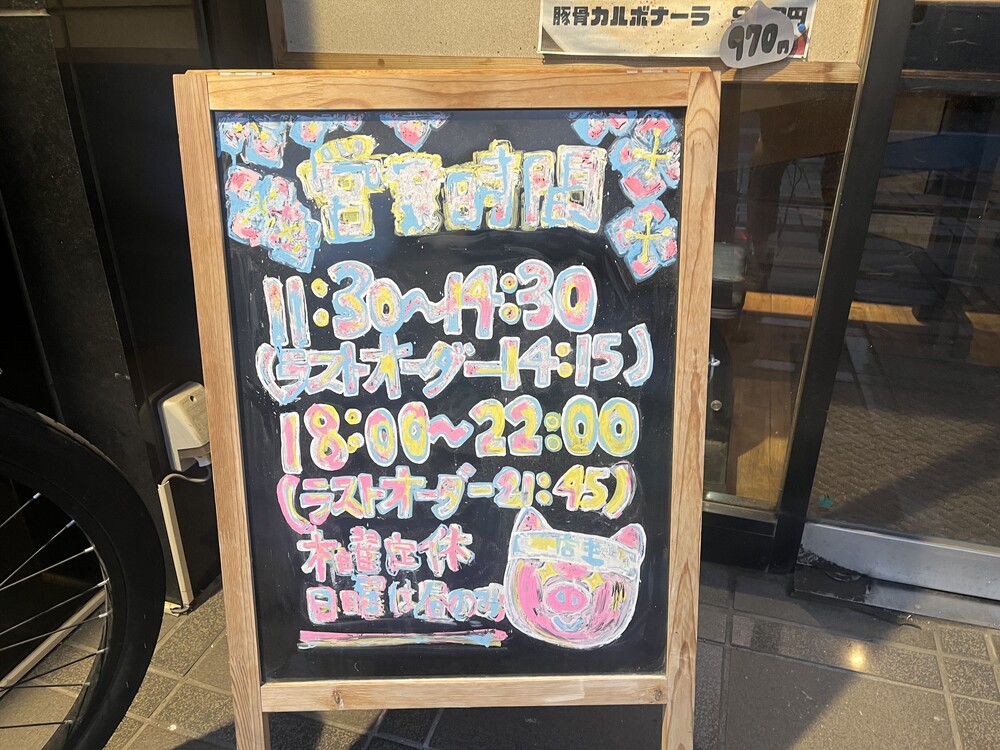 豚骨カルボナーラ
970円
営業時間
11:30～14:30
(ラストオーダー14:15)
18:00～22:00
(ラストオーダー21:45)
木曜定休
日曜は昼のみ
店主